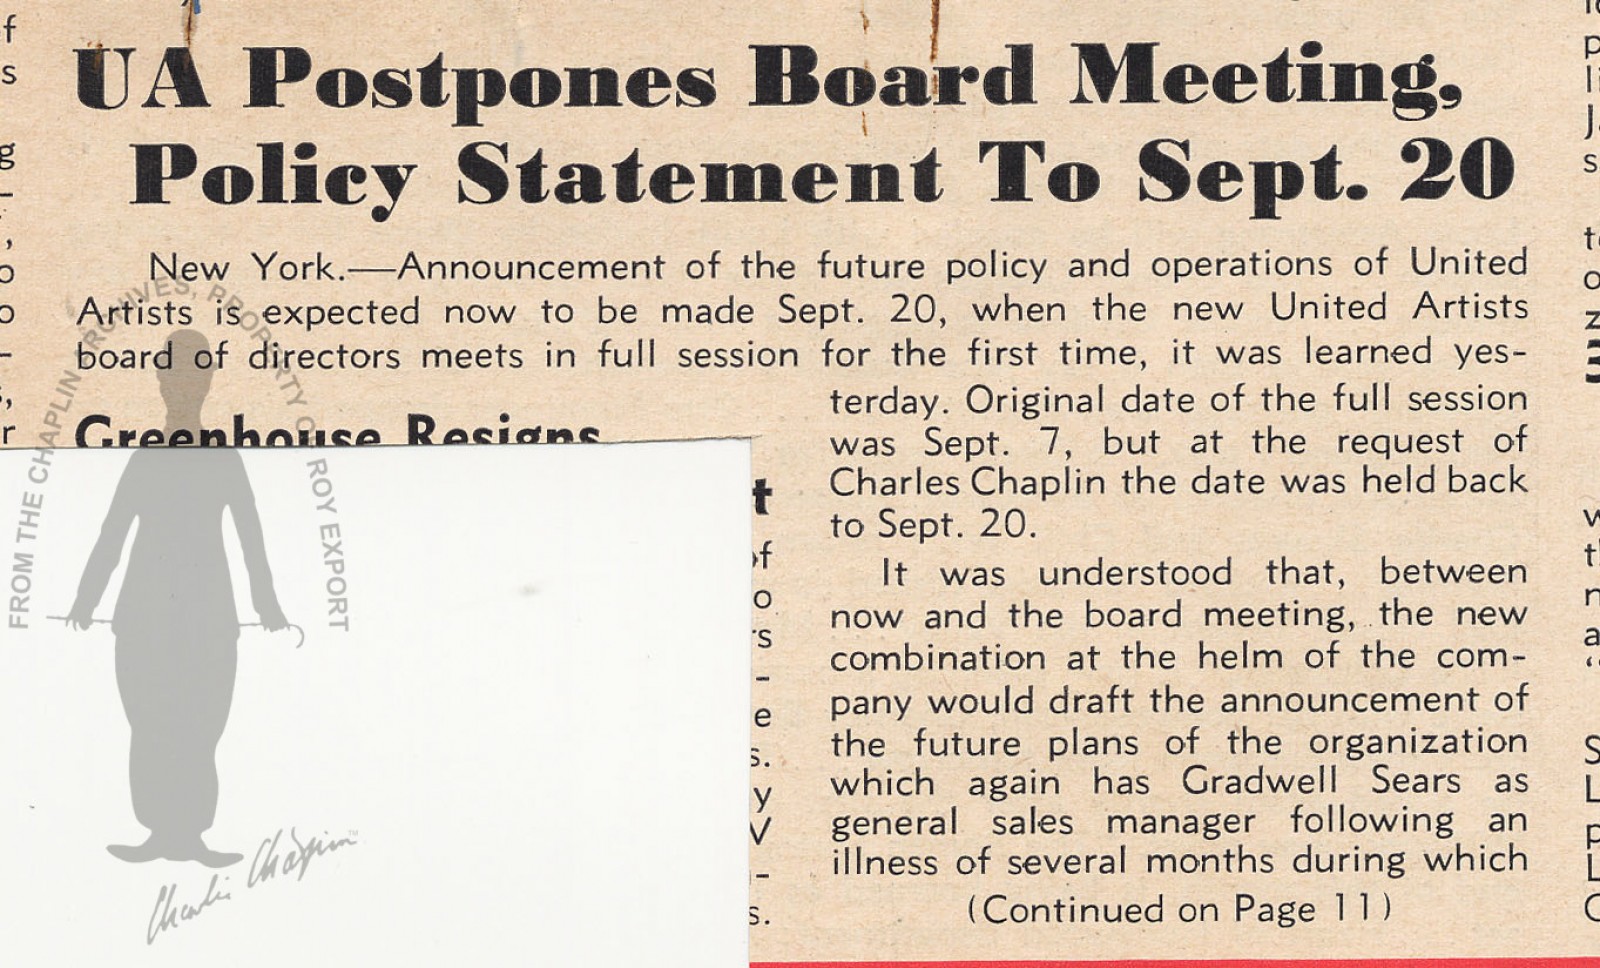 UA Postpones Board Meeting,
Policy Statement To Sept. 20
New York.—Announcement of the future policy and operations of United
Artists is expected now to be made Sept. 20, when the new United Artists
board of directors meets in full session for the first time, it was learned yes-
terday. Original date of the full session
was Sept. 7, but at the request of
Charles Chaplin the date was held back
to Sept. 20.
It was understood that, between
now and the board meeting, the new
combination at the helm of the com-
pany would draft the announcement of
the future plans of the organization
which again has Gradwell Sears as
general sales manager following an
illness of several months during which
(Continued on Page 11)
Greenhouse Resigns
FROM THE CHAPLIN ARCHIVES, PROPERTY OF ROY EXPORT
Charlie Chaplin